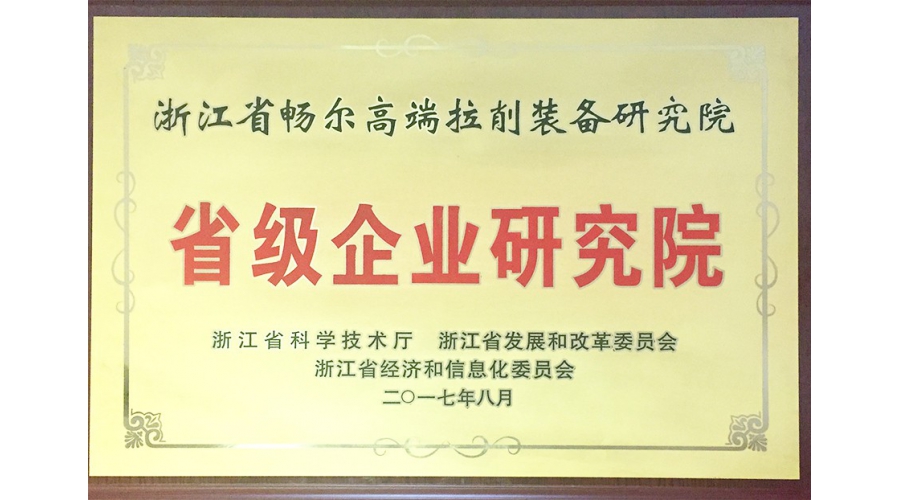 浙江省畅尔高端拉削装备研究院
省级企业研究院
浙江省科学技术厅 浙江省发展和改革委员会
浙江省经济和信息化委员会
二〇一七年八月